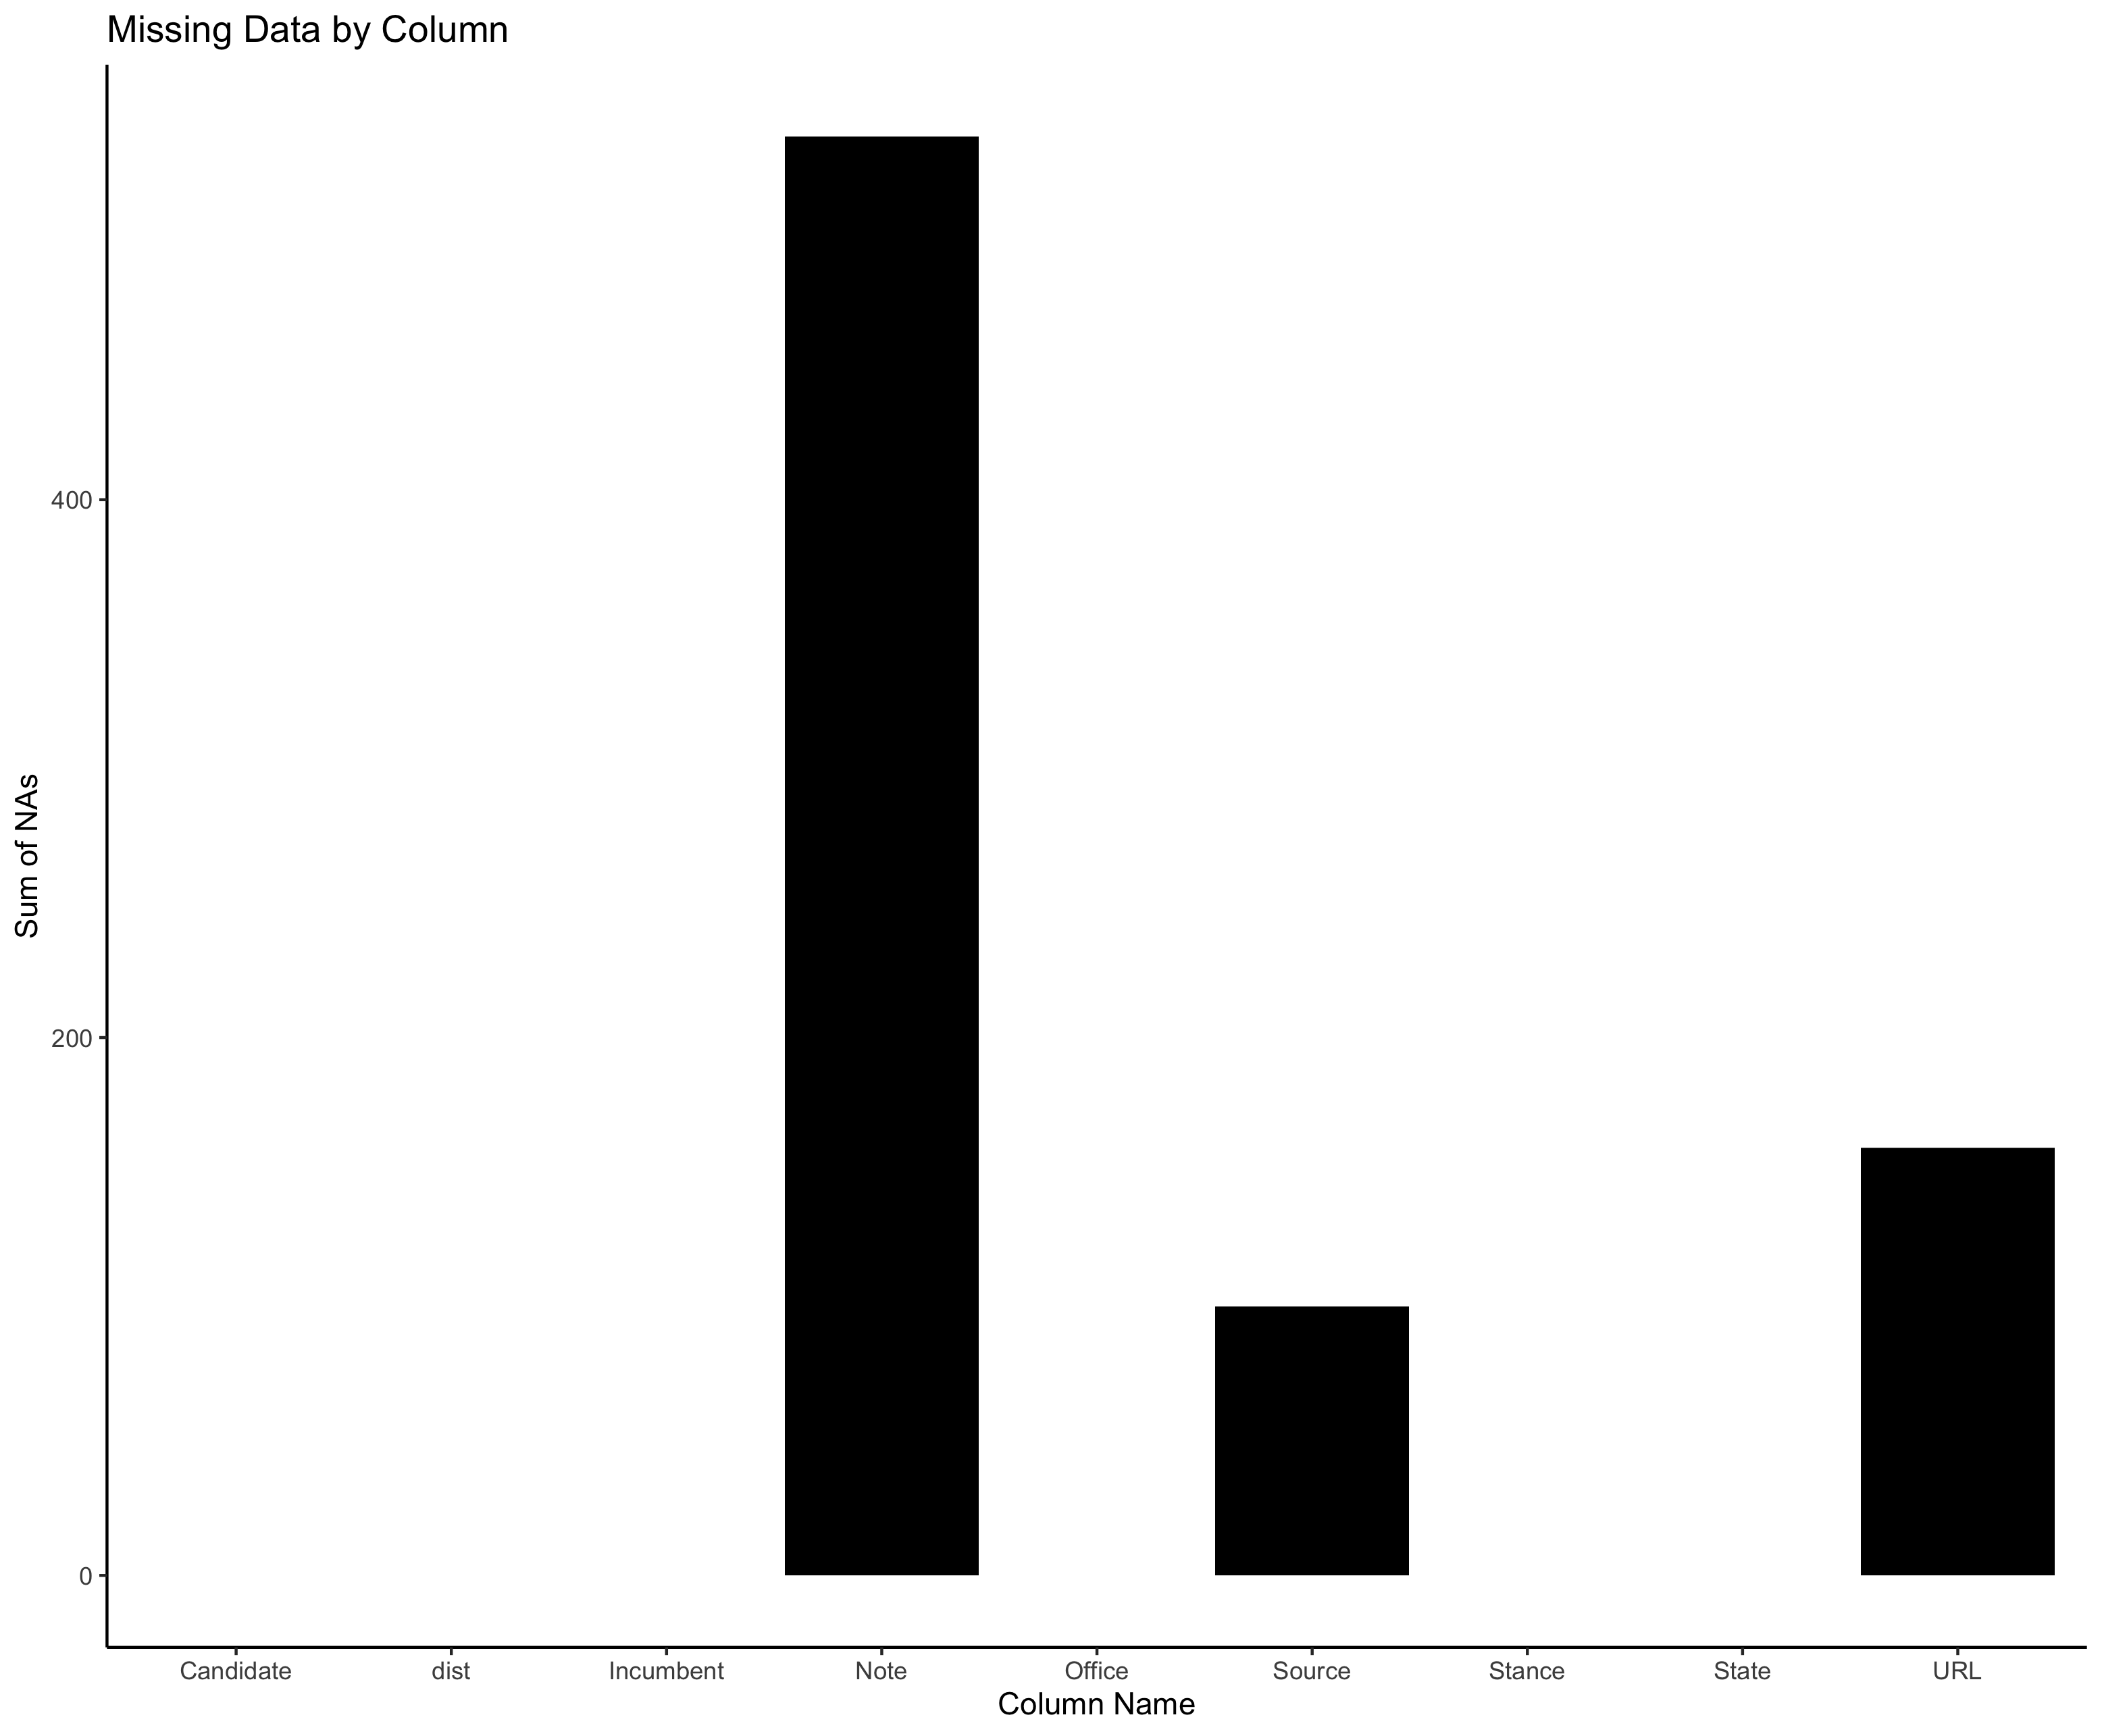 Missing Data by Column
Sum of NAs
400
200
0
Candidate dist Incumbent Note Office Source Stance State URL
Column Name